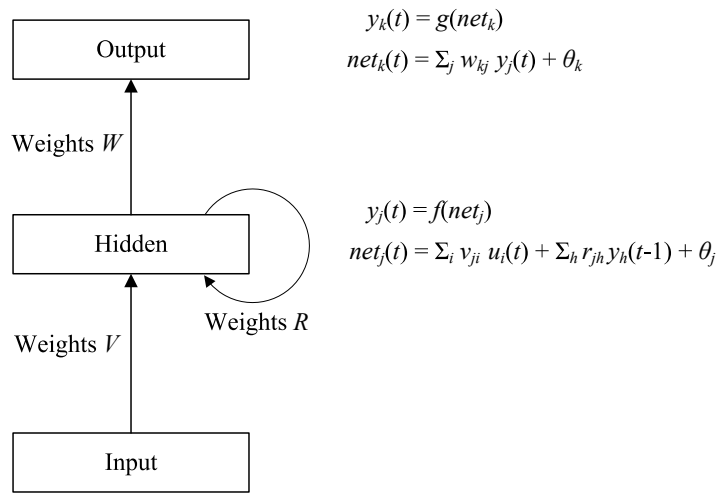 Output
y_k(t) = g(net_k)
net_k(t) = Σ_j w_kj y_j(t) + θ_k
Weights W
Hidden
y_j(t) = f(net_j)
net_j(t) = Σ_i v_ji u_i(t) + Σ_h r_jh y_h(t-1) + θ_j
Weights R
Weights V
Input